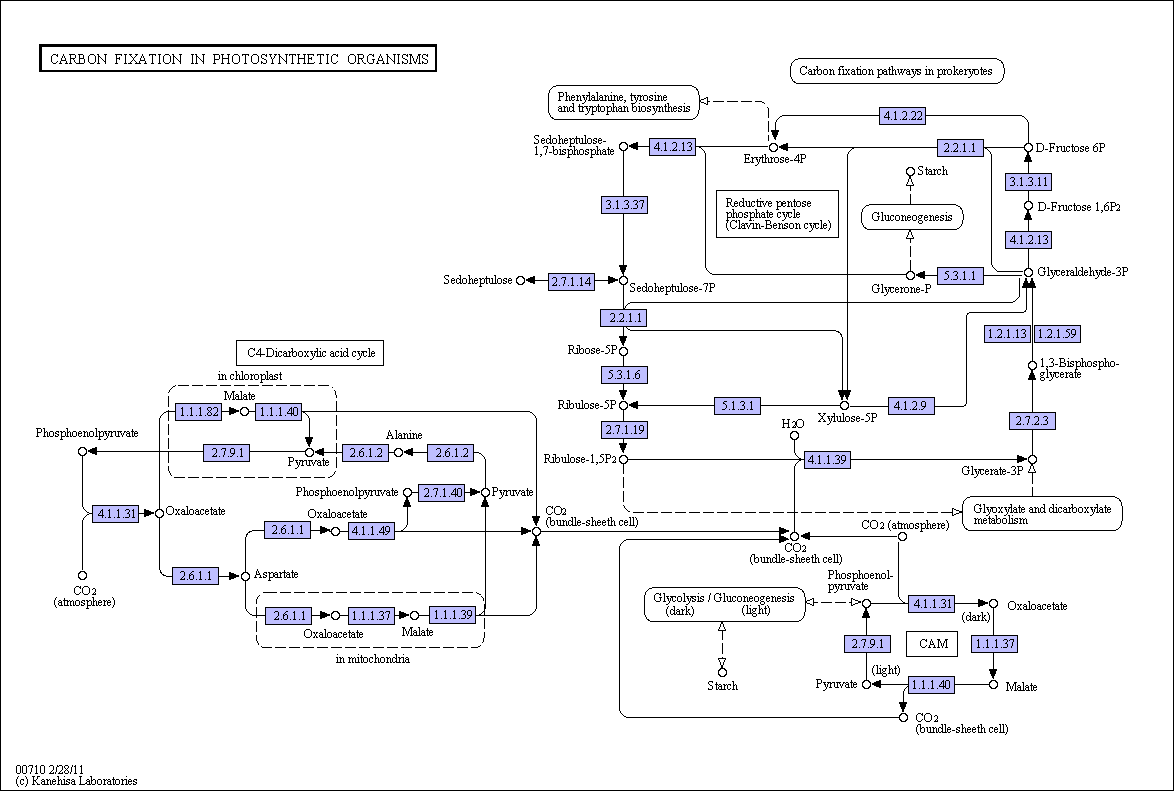 CARBON FIXATION IN PHOTOSYNTHETIC ORGANISMS
Carbon fixation pathways in prokeryotes
Phenylalanine, tyrosine
and tryptophan biosynthesis
4.1.2.22
Sedoheptulose-
1,7-bisphosphate
4.1.2.13
Erythrose-4P
2.2.1.1
D-Fructose 6P
Starch
3.1.3.11
Reductive pentose
phosphate cycle
(Clavin-Benson cycle)
3.1.3.37
Gluconeogenesis
D-Fructose 1,6P2
4.1.2.13
Sedoheptulose
2.7.1.14
Sedoheptulose-7P
Glycerone-P
5.3.1.1
Glyceraldehyde-3P
2.2.1.1
1.2.1.13
1.2.1.59
Ribose-5P
1,3-Bisphospho-
glycerate
5.3.1.6
Ribulose-5P
5.1.3.1
Xylulose-5P
4.1.2.9
2.7.2.3
2.7.1.19
H2O
Ribulose-1,5P2
4.1.1.39
Glycerate-3P
Glyoxylate and dicarboxylate
metabolism
C4-Dicarboxylic acid cycle
in chloroplast
Malate
1.1.1.82
1.1.1.40
Phosphoenolpyruvate
Alanine
2.7.9.1
Pyruvate
2.6.1.2
2.6.1.2
Phosphoenolpyruvate
2.7.1.40
Pyruvate
4.1.1.31
Oxaloacetate
Oxaloacetate
2.6.1.1
4.1.1.49
CO2
(bundle-sheeth cell)
2.6.1.1
Aspartate
CO2
(atmosphere)
2.6.1.1
1.1.1.37
1.1.1.39
Oxaloacetate
Malate
in mitochondria
CO2 (atmosphere)
CO2
(bundle-sheeth cell)
Phosphoenol-
pyruvate
Glycolysis / Gluconeogenesis
(dark) (light)
4.1.1.31
Oxaloacetate
(dark)
2.7.9.1
CAM
1.1.1.37
(light)
Starch
Pyruvate
1.1.1.40
Malate
CO2
(bundle-sheeth cell)
00710 2/28/11
(c) Kanehisa Laboratories